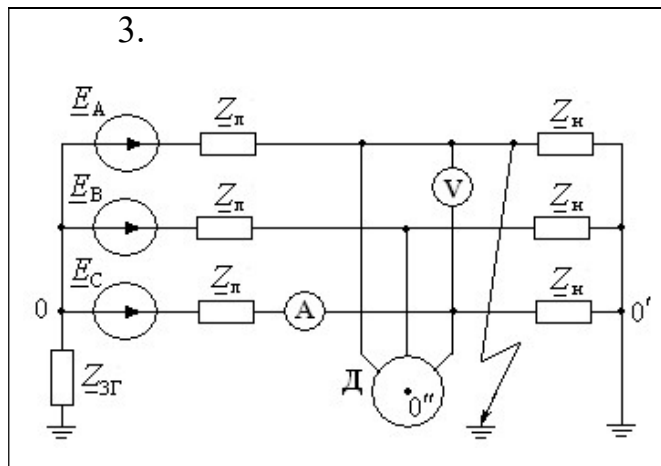 3.
E_A Z_л Z_н
V
E_B Z_л Z_н
E_C Z_л A Z_н
0 0'
Z_ЗГ Д 0"